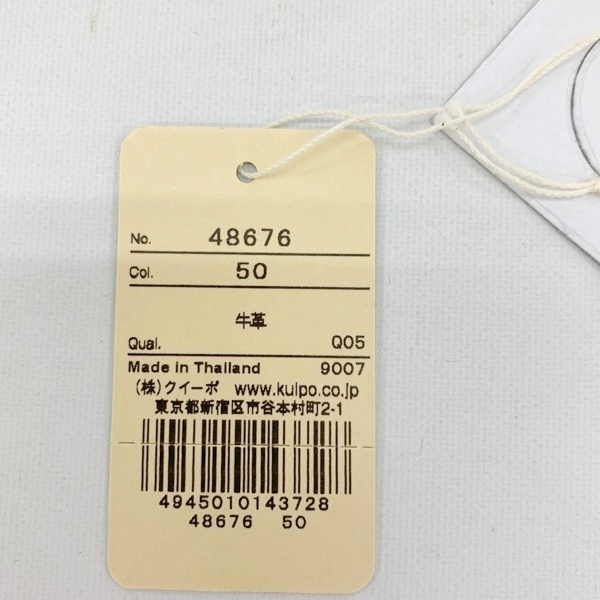 No. 48676
Col. 50
牛革
Qual. Q05
Made in Thailand 9007
(株)クイーポ www.kuipo.co.jp
東京都新宿区市谷本村町2-1
4945010143728
48676 50